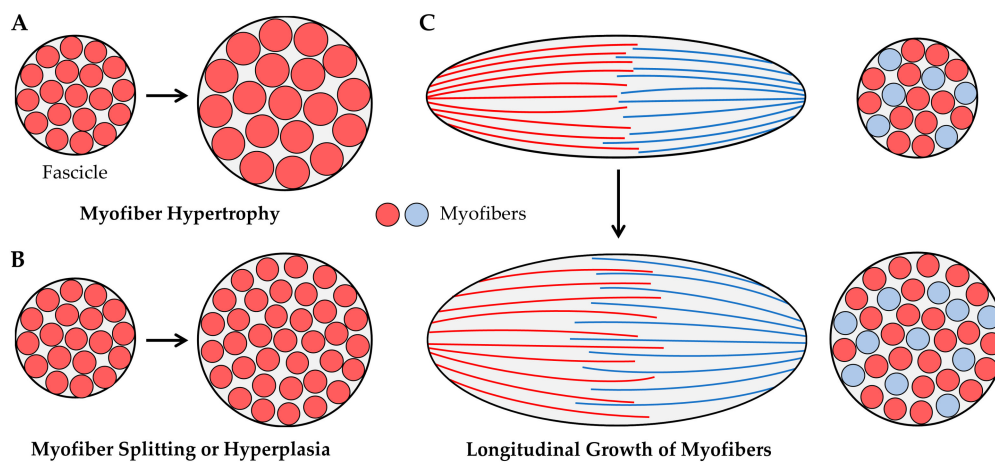 A
Fascicle
Myofiber Hypertrophy
Myofibers
B
Myofiber Splitting or Hyperplasia
C
Longitudinal Growth of Myofibers